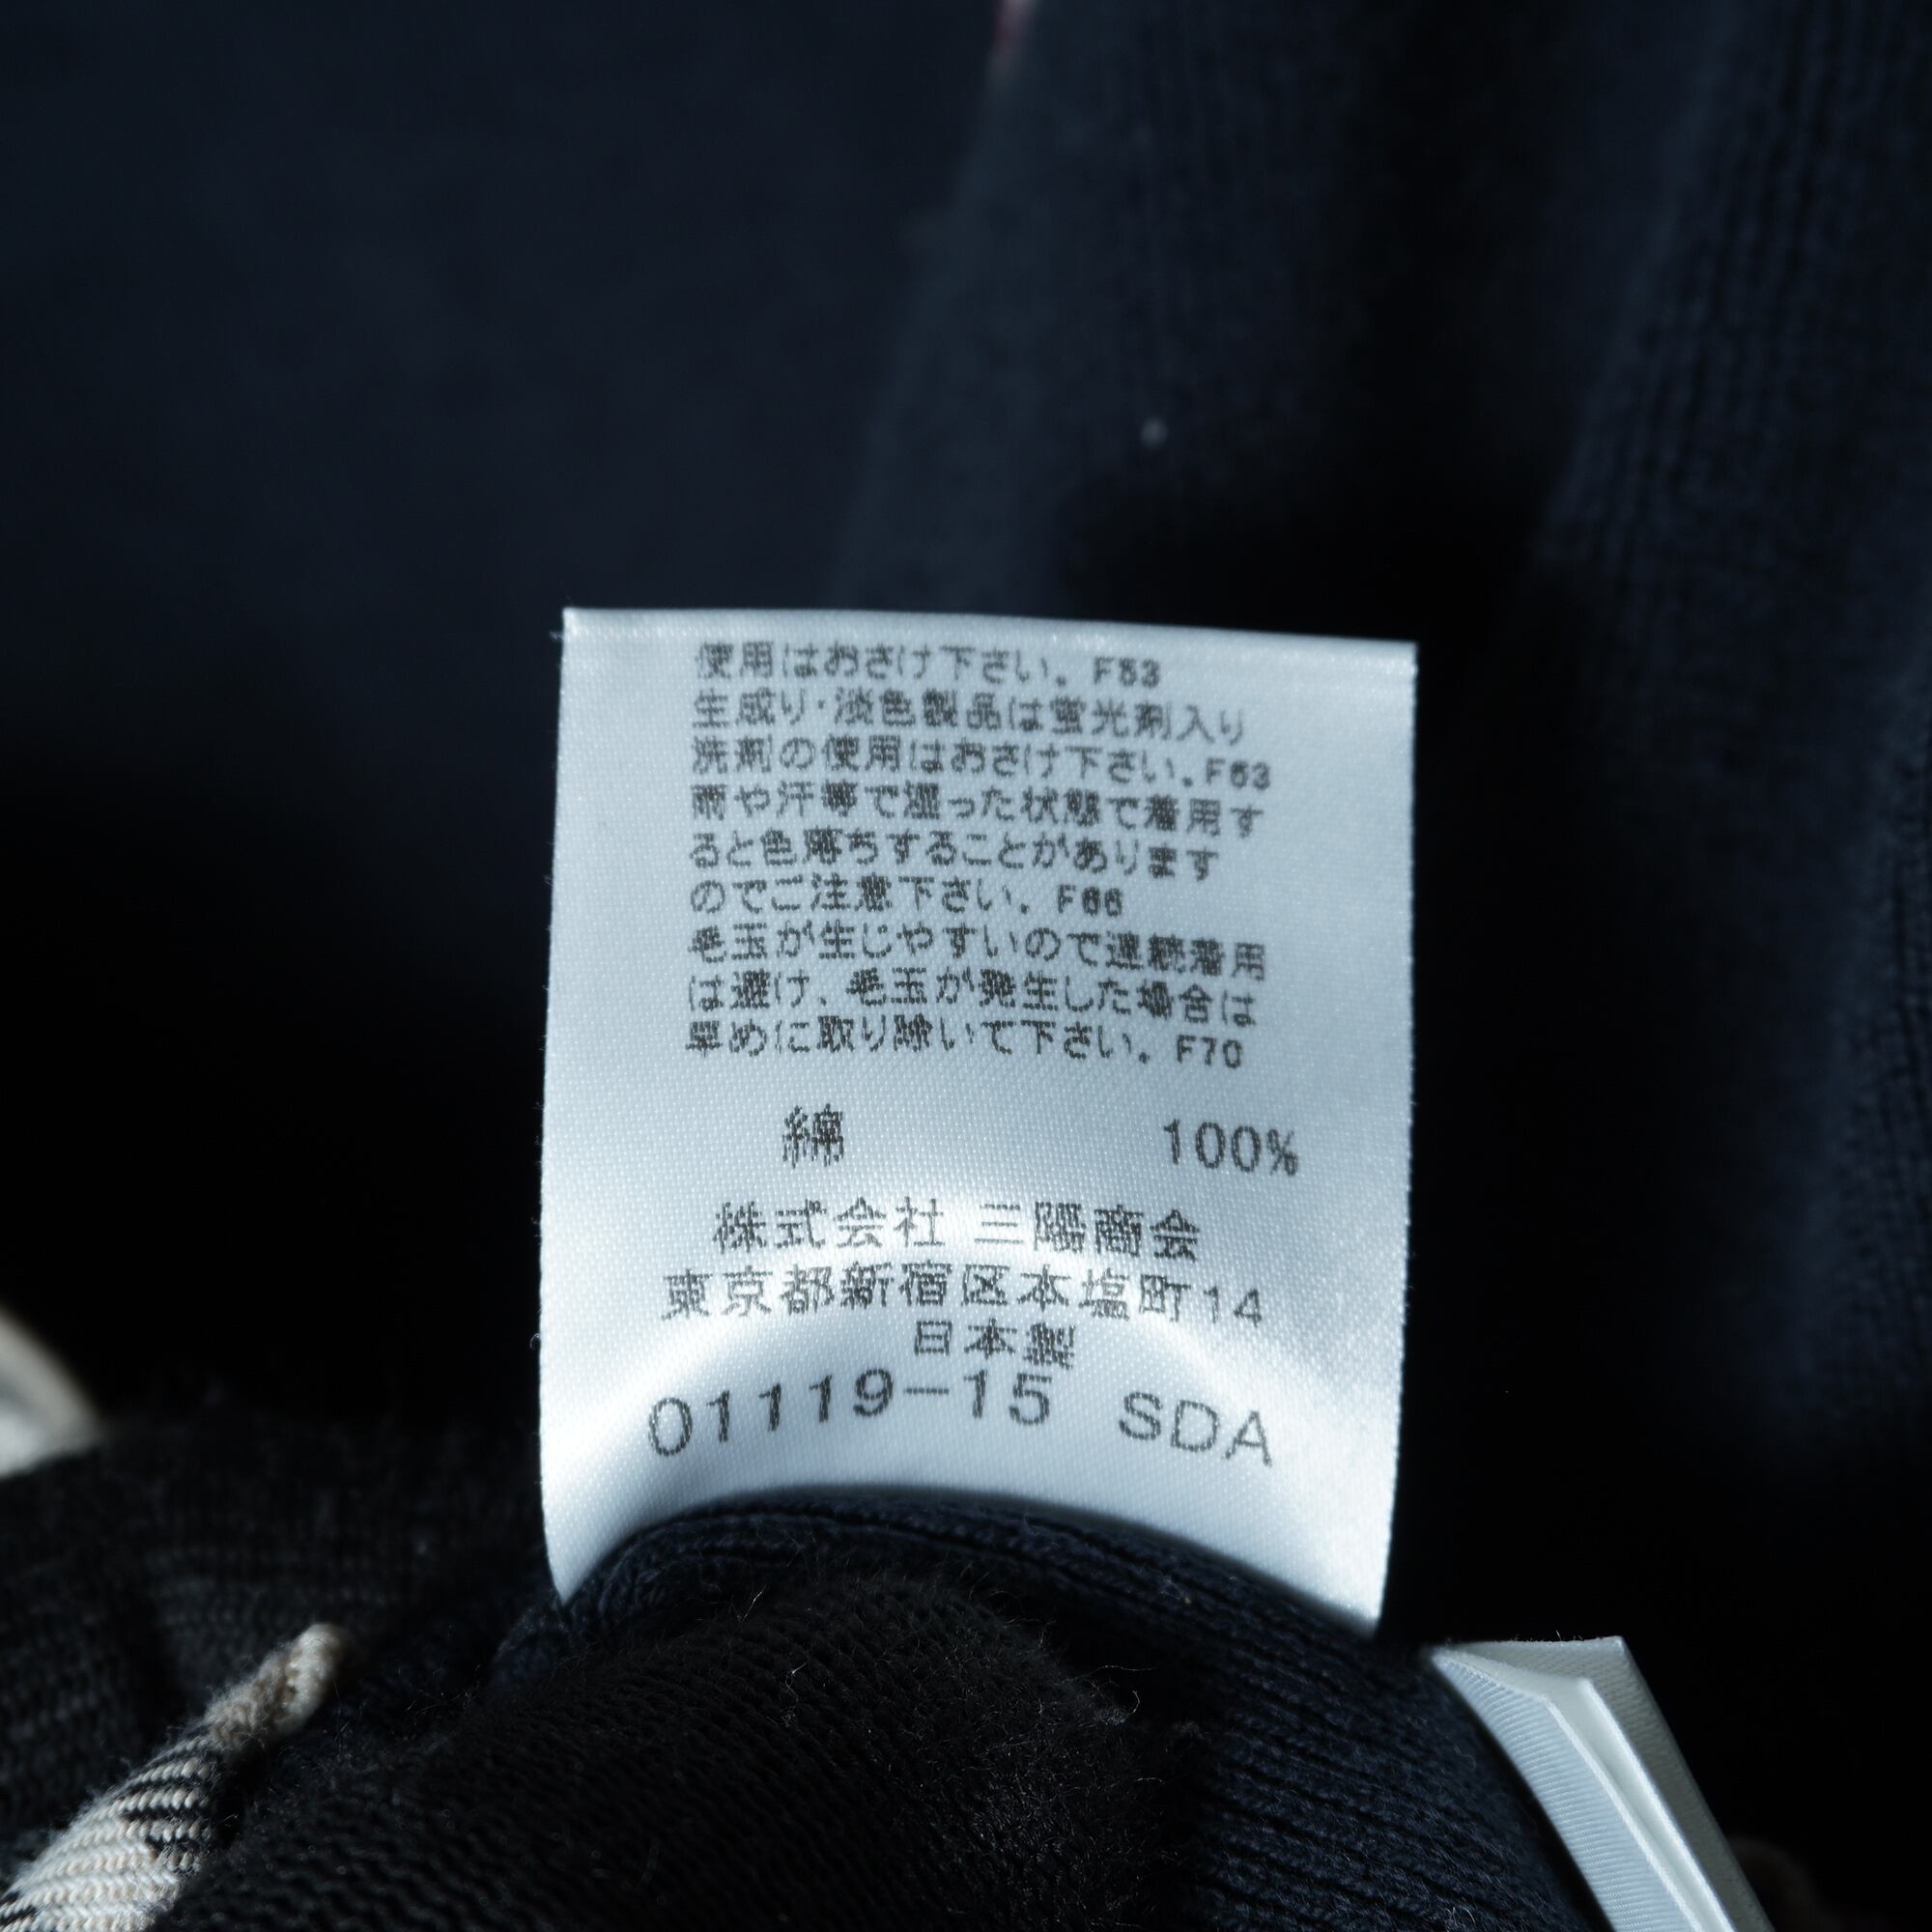 使用はおさけ下さい。F53
生成り・淡色製品は蛍光剤入り
洗剤の使用はおさけ下さい。F63
雨や汗等で湿った状態で着用す
ると色落ちすることがあります
のでご注意下さい。F66
毛玉が生じやすいので連続着用
は避け、毛玉が発生した場合は
早めに取り除いて下さい。F70
綿 100%
株式会社 三陽商会
東京都新宿区本塩町14
日本製
01119-15 SDA